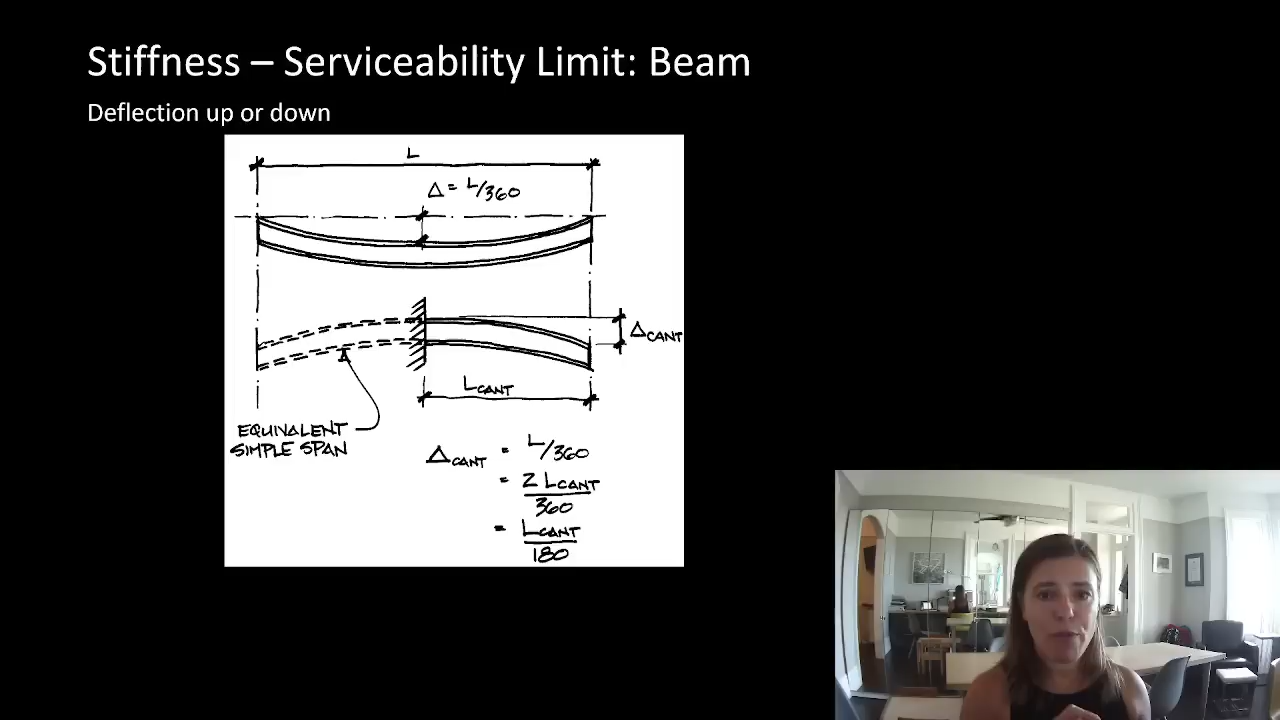 Stiffness – Serviceability Limit: Beam
Deflection up or down
L
Δ = L/360
ΔCANT
LCANT
EQUIVALENT
SIMPLE SPAN
ΔCANT = L/360
= 2 LCANT
360
= LCANT
180